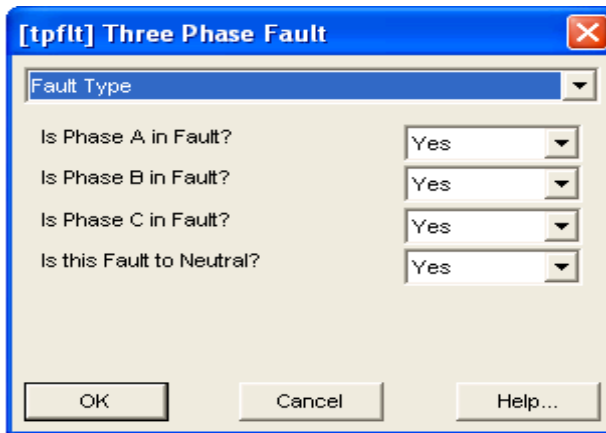 [tpflt] Three Phase Fault
Fault Type
Is Phase A in Fault? Yes
Is Phase B in Fault? Yes
Is Phase C in Fault? Yes
Is this Fault to Neutral? Yes
OK Cancel Help...